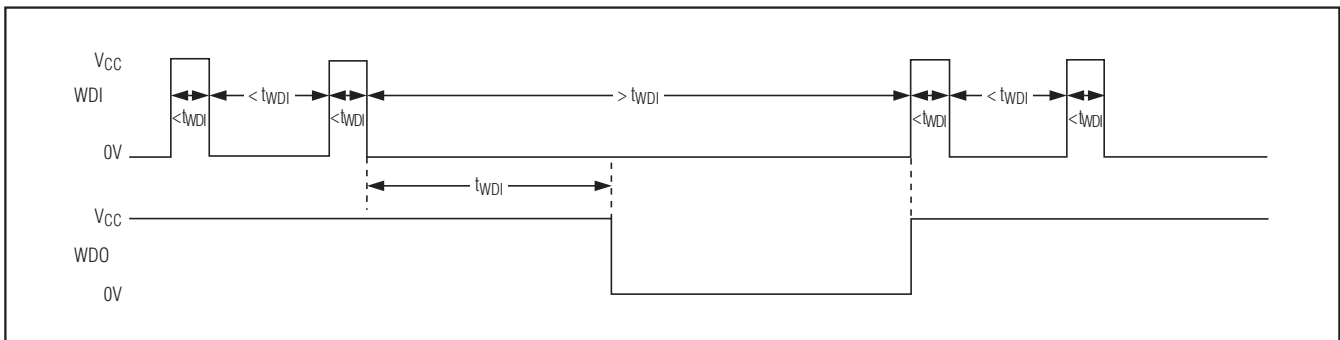 VCC
WDI
< tWDI
> tWDI
< tWDI
<tWDI
<tWDI
<tWDI
<tWDI
0V
tWDI
VCC
WDO
0V